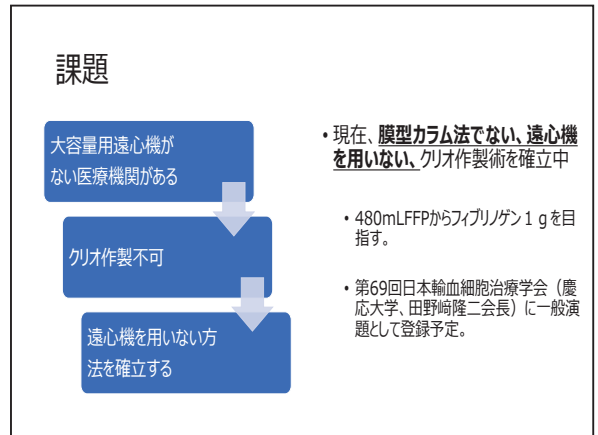 課題
大容量用遠心機が
ない医療機関がある
クリオ作製不可
遠心機を用いない方
法を確立する
・現在、膜型カラム法でない、遠心機
を用いない、クリオ作製術を確立中
・480mLFFPからフィブリノゲン１gを目
指す。
・第69回日本輸血細胞治療学会（慶
応大学、田野﨑隆二会長）に一般演
題として登録予定。